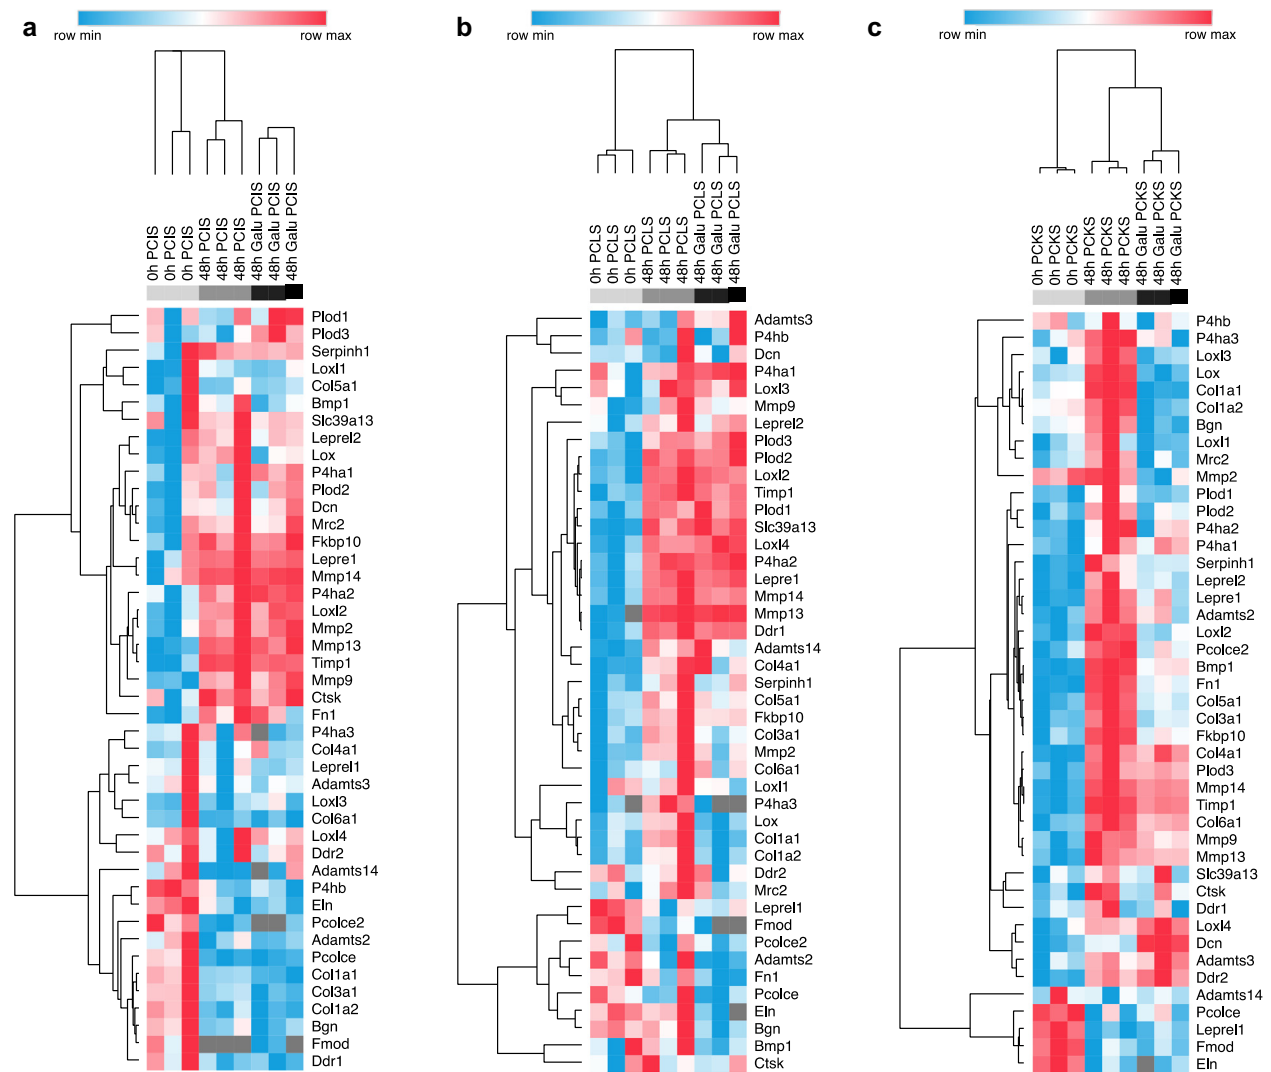 a
row min
row max
0h PCIS
0h PCIS
0h PCIS
48h PCIS
48h PCIS
48h PCIS
48h Galu PCIS
48h Galu PCIS
48h Galu PCIS
Plod1
Plod3
Serpinh1
Loxl1
Col5a1
Bmp1
Slc39a13
Leprel2
Lox
P4ha1
Plod2
Dcn
Mrc2
Fkbp10
Lepre1
Mmp14
P4ha2
Loxl2
Mmp2
Mmp13
Timp1
Mmp9
Ctsk
Fn1
P4ha3
Col4a1
Leprel1
Adamts3
Loxl3
Col6a1
Loxl4
Ddr2
Adamts14
P4hb
Eln
Pcolce2
Adamts2
Pcolce
Col1a1
Col3a1
Col1a2
Bgn
Fmod
Ddr1
b
row min
row max
0h PCLS
0h PCLS
0h PCLS
48h PCLS
48h PCLS
48h PCLS
48h Galu PCLS
48h Galu PCLS
48h Galu PCLS
Adamts3
P4hb
Dcn
P4ha1
Loxl3
Mmp9
Leprel2
Plod3
Plod2
Loxl2
Timp1
Plod1
Slc39a13
Loxl4
P4ha2
Lepre1
Mmp14
Mmp13
Ddr1
Adamts14
Col4a1
Serpinh1
Col5a1
Fkbp10
Col3a1
Mmp2
Col6a1
Loxl1
P4ha3
Lox
Col1a1
Col1a2
Ddr2
Mrc2
Leprel1
Fmod
Pcolce2
Adamts2
Fn1
Pcolce
Eln
Bgn
Bmp1
Ctsk
c
row min
row max
0h PCKS
0h PCKS
0h PCKS
48h PCKS
48h PCKS
48h PCKS
48h Galu PCKS
48h Galu PCKS
48h Galu PCKS
P4hb
P4ha3
Loxl3
Lox
Col1a1
Col1a2
Bgn
Loxl1
Mrc2
Mmp2
Plod1
Plod2
P4ha2
P4ha1
Serpinh1
Leprel2
Lepre1
Adamts2
Loxl2
Pcolce2
Bmp1
Fn1
Col5a1
Col3a1
Fkbp10
Col4a1
Plod3
Mmp14
Timp1
Col6a1
Mmp9
Mmp13
Slc39a13
Ctsk
Ddr1
Loxl4
Dcn
Adamts3
Ddr2
Adamts14
Pcolce
Leprel1
Fmod
Eln